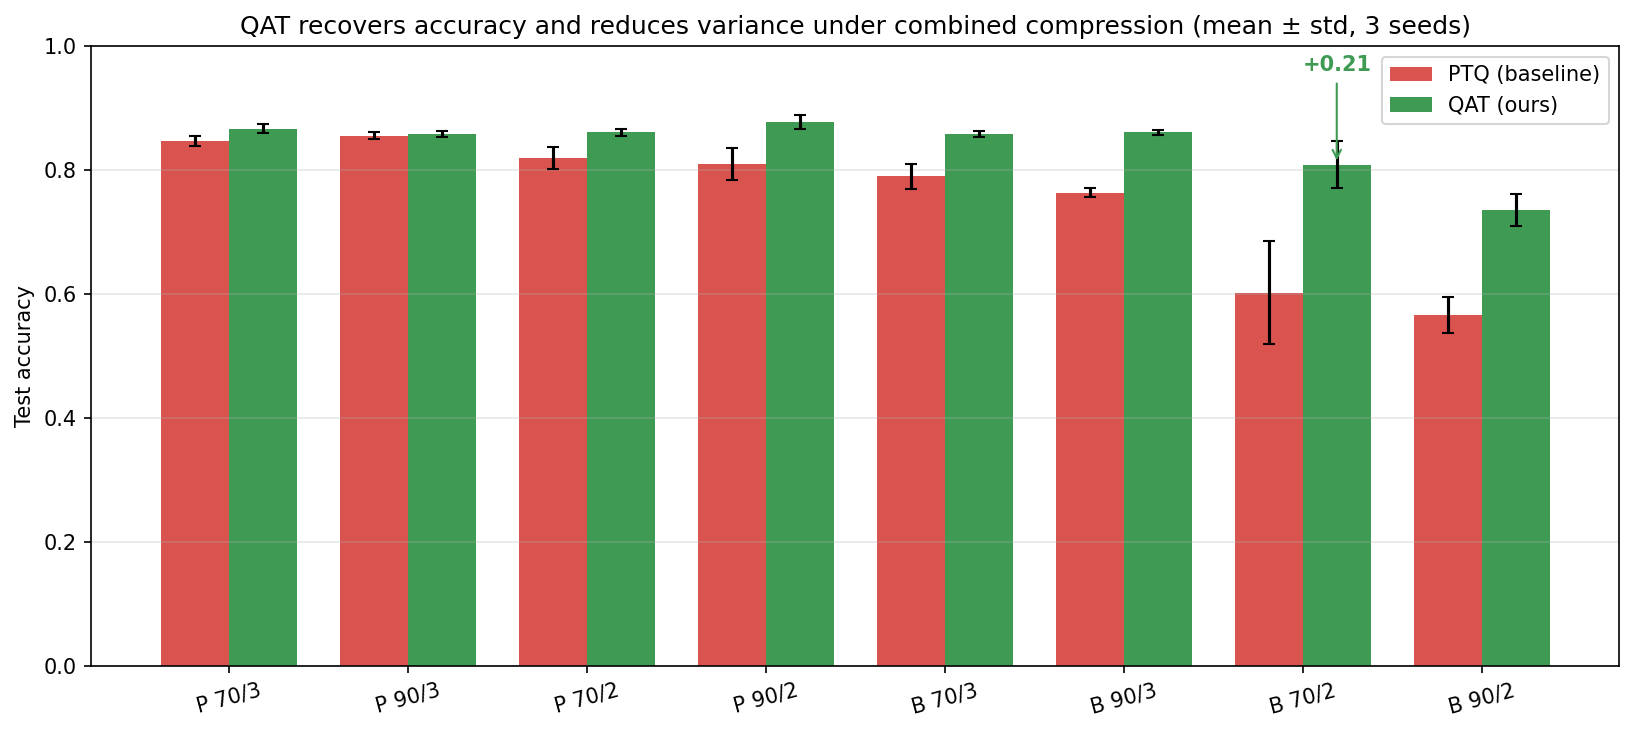 QAT recovers accuracy and reduces variance under combined compression (mean ± std, 3 seeds)
+0.21
PTQ (baseline)
QAT (ours)
Test accuracy
1.0
0.8
0.6
0.4
0.2
0.0
P 70/3
P 90/3
P 70/2
P 90/2
B 70/3
B 90/3
B 70/2
B 90/2